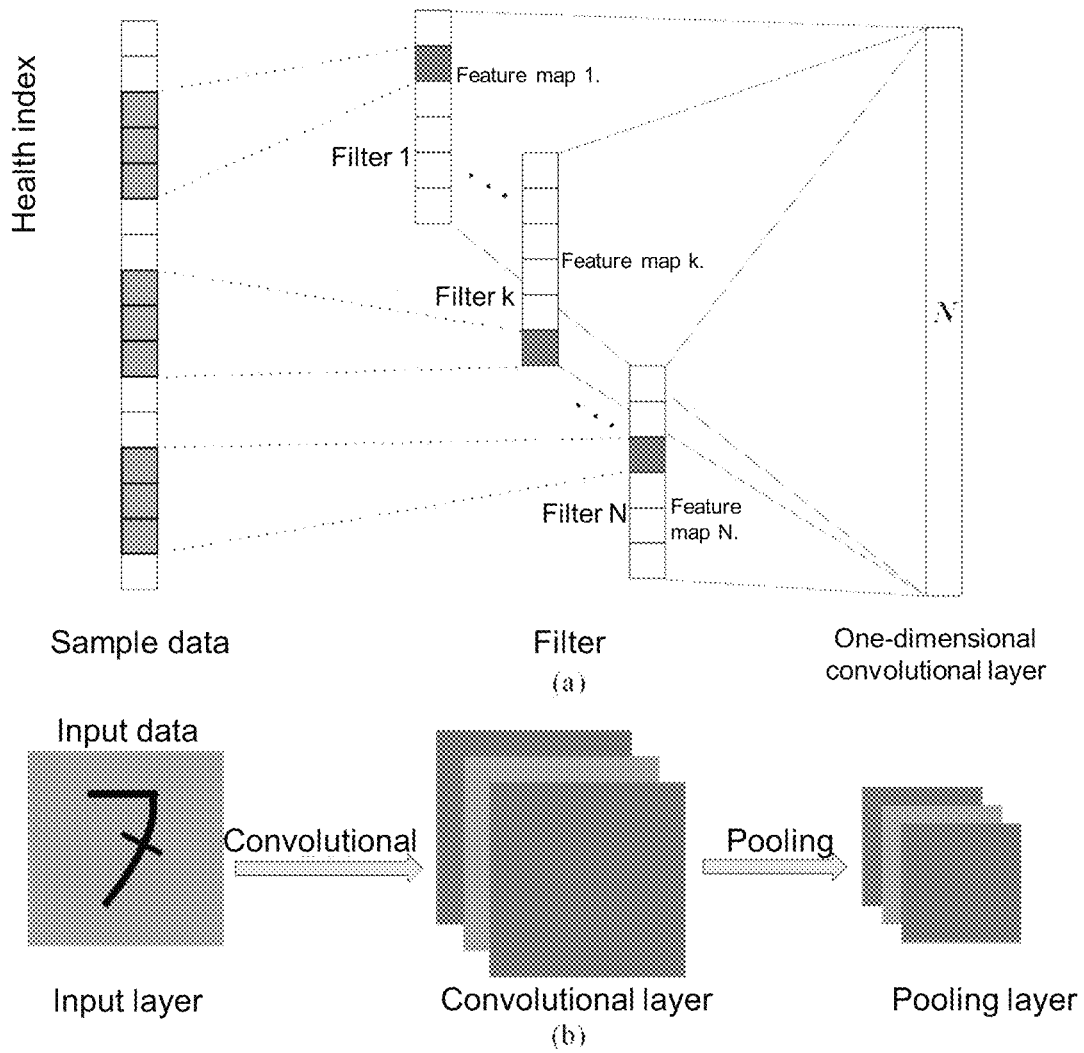 Health index
Feature map 1.
Filter 1
Feature map k.
Filter k
N
Filter N
Feature
map N.
Sample data
Filter
One-dimensional
convolutional layer
(a)
Input data
Convolutional
Pooling
Input layer
Convolutional layer
Pooling layer
(b)